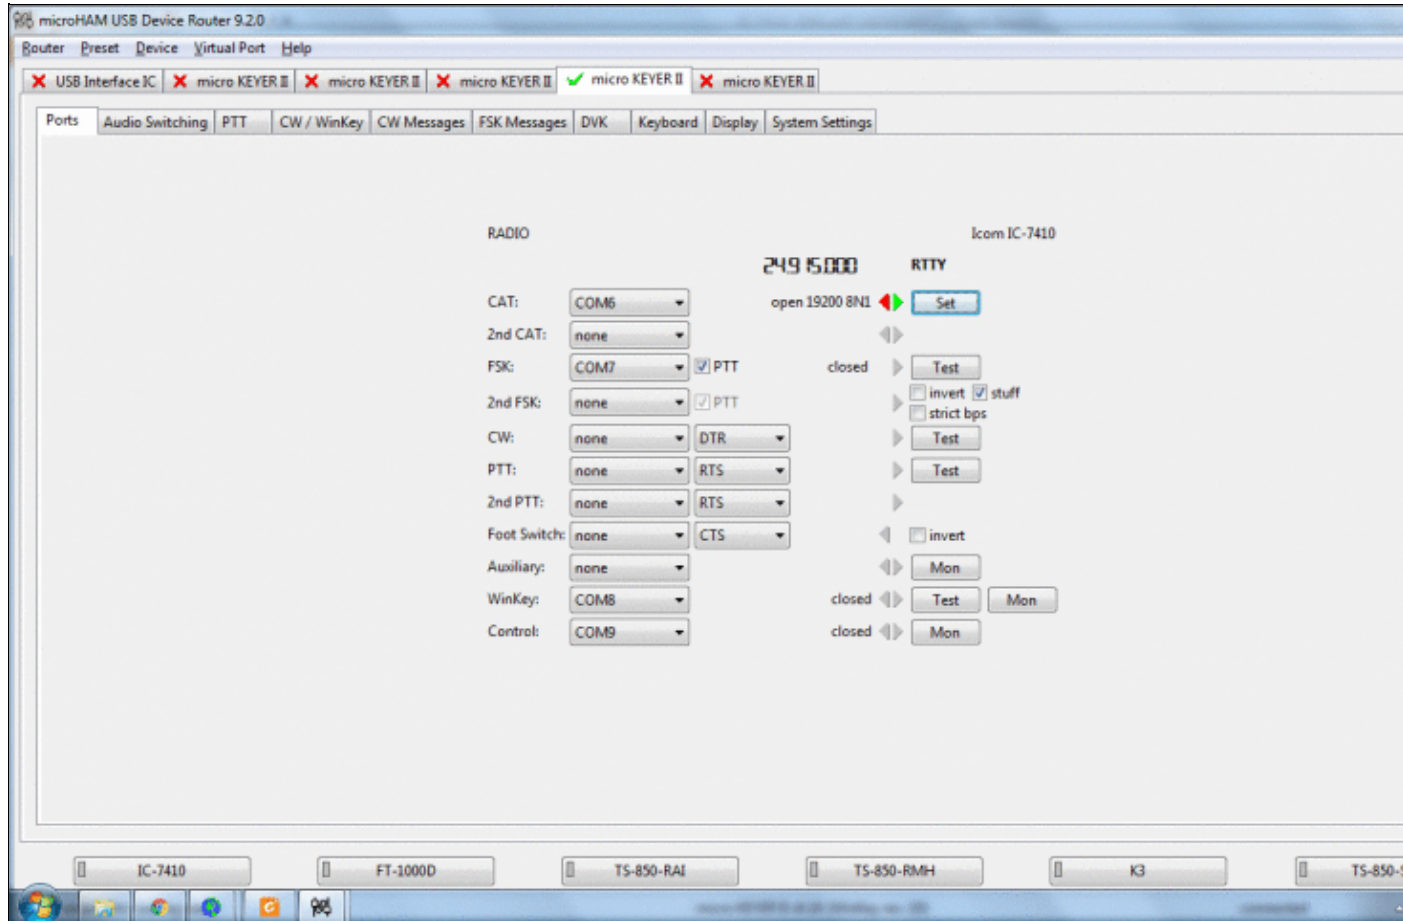 microHAM USB Device Router 9.2.0
Router Preset Device Virtual Port Help
USB Interface IC micro KEYER II micro KEYER II micro KEYER II micro KEYER II micro KEYER II
Ports Audio Switching PTT CW / WinKey CW Messages FSK Messages DVK Keyboard Display System Settings
RADIO Icom IC-7410
24.915.000 RTTY
CAT: COM6 open 19200 8N1 Set
2nd CAT: none
FSK: COM7 PTT closed Test
invert stuff
2nd FSK: none PTT
strict bps
CW: none DTR Test
PTT: none RTS Test
2nd PTT: none RTS
Foot Switch: none CTS invert
Auxiliary: none Mon
WinKey: COM8 closed Test Mon
Control: COM9 closed Mon
IC-7410 FT-1000D TS-850-RAI TS-850-RMH K3 TS-850-S